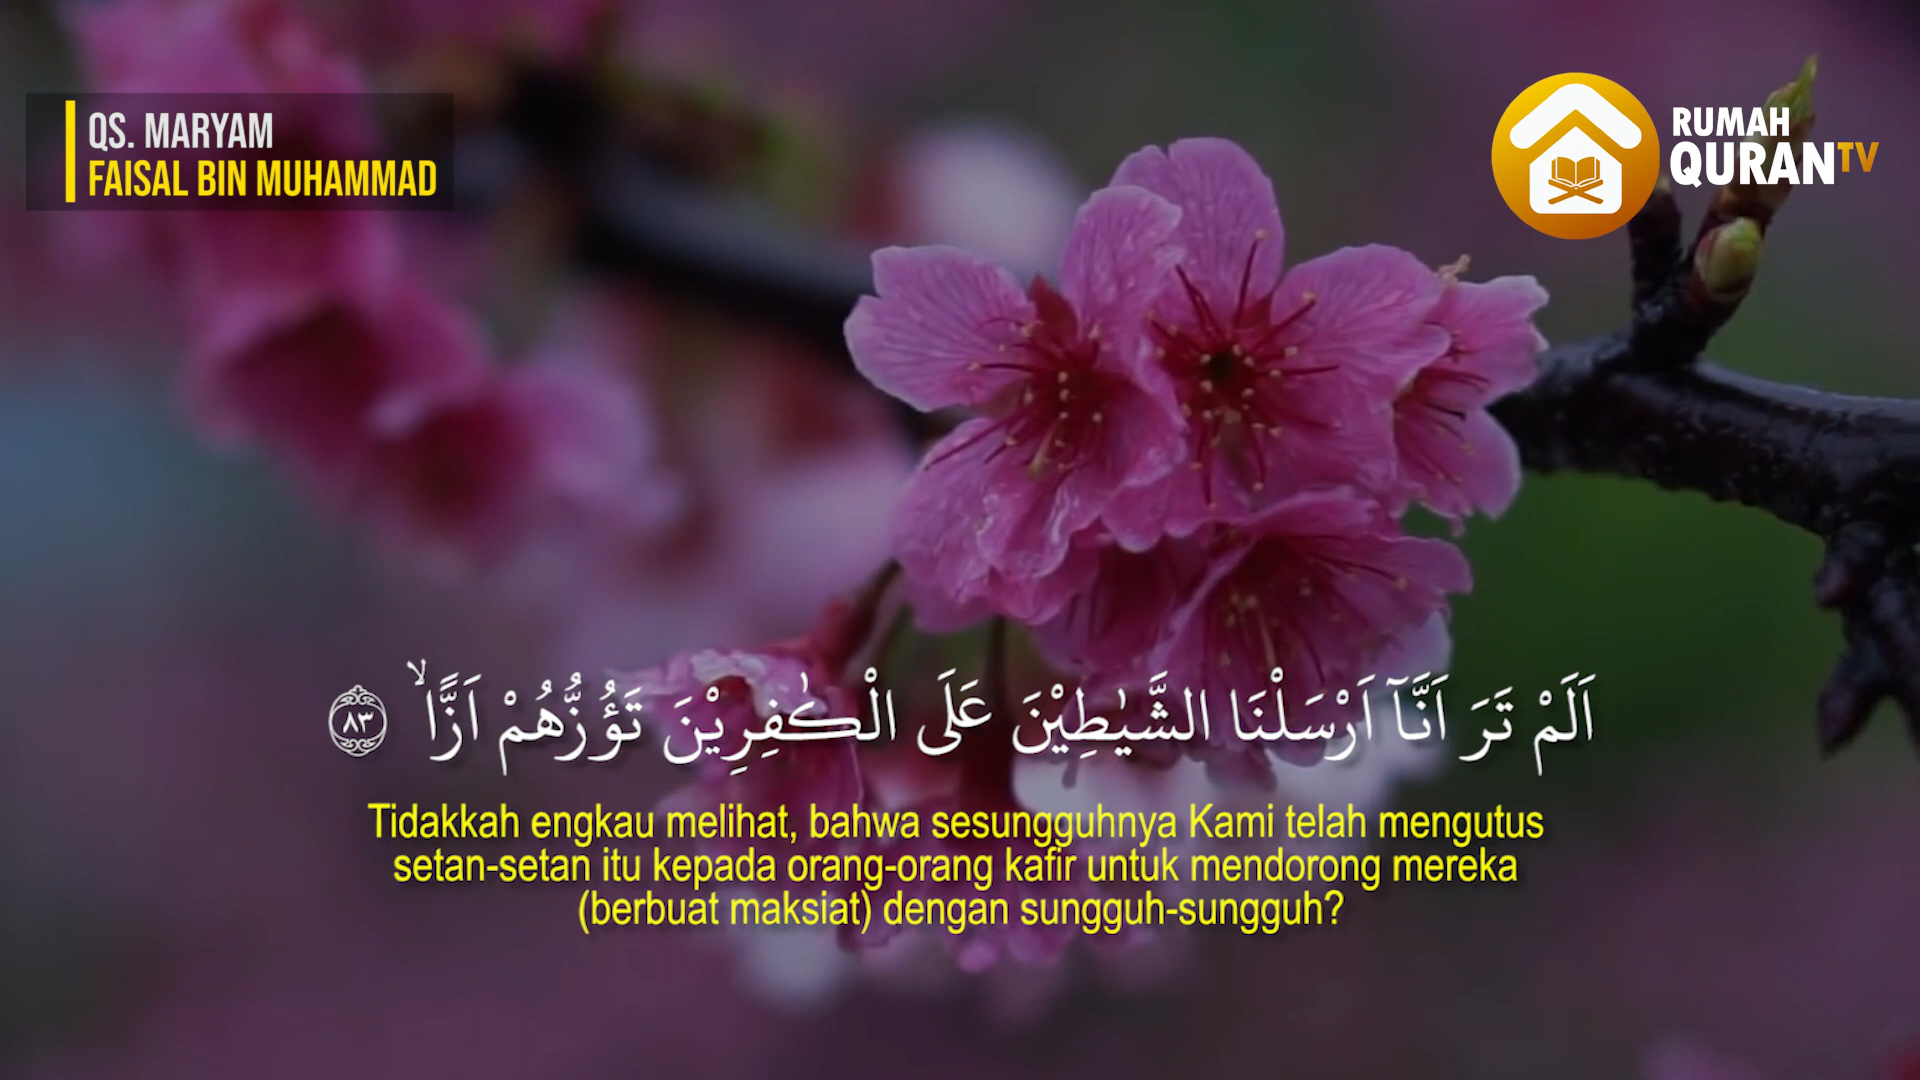 QS. MARYAM
FAISAL BIN MUHAMMAD
RUMAH
QURANTV
اَلَمْ تَرَ اَنَّآ اَرْسَلْنَا الشَّيٰطِيْنَ عَلَى الْكٰفِرِيْنَ تَؤُزُّهُمْ اَزًّاۙ ٨٣
Tidakkah engkau melihat, bahwa sesungguhnya Kami telah mengutus
setan-setan itu kepada orang-orang kafir untuk mendorong mereka
(berbuat maksiat) dengan sungguh-sungguh?